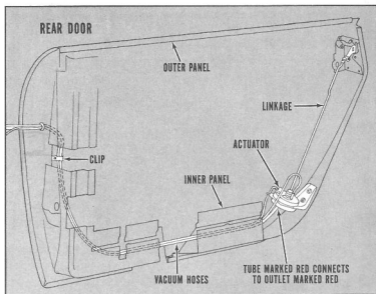 REAR DOOR
OUTER PANEL
LINKAGE
ACTUATOR
CLIP
INNER PANEL
VACUUM HOSES
TUBE MARKED RED CONNECTS
TO OUTLET MARKED RED